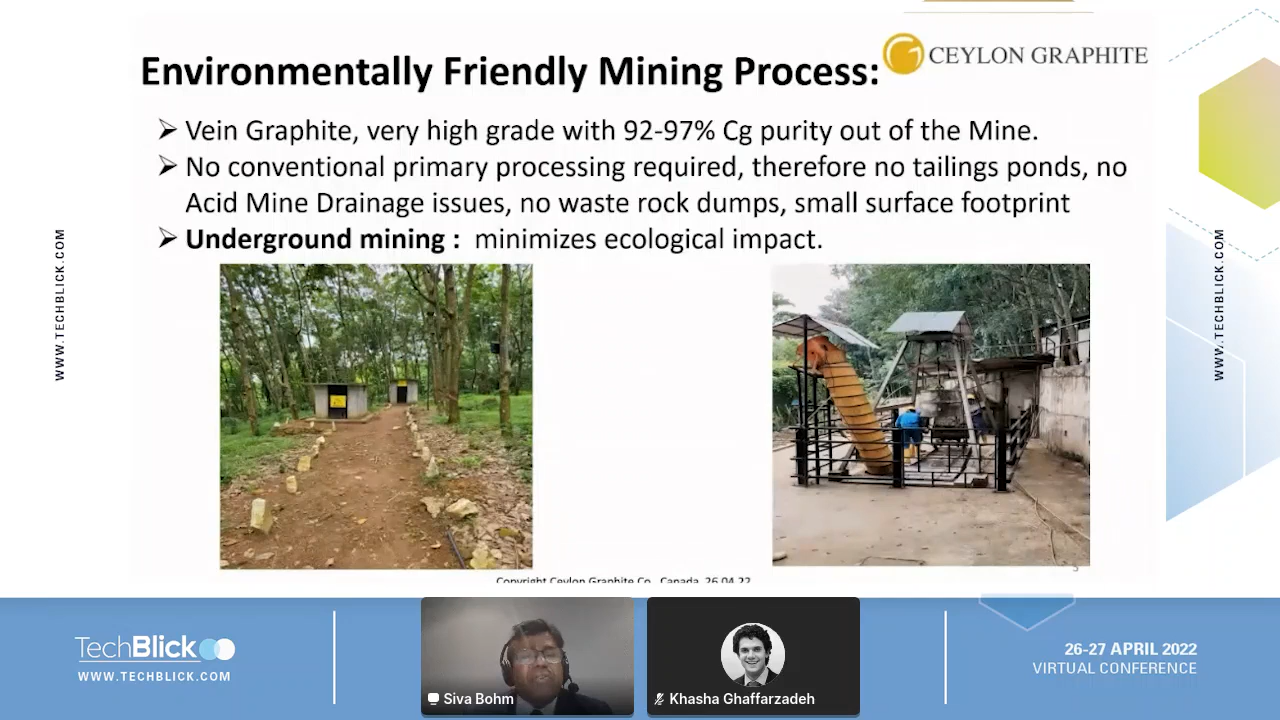 CEYLON GRAPHITE
Environmentally Friendly Mining Process:
Vein Graphite, very high grade with 92-97% Cg purity out of the Mine.
No conventional primary processing required, therefore no tailings ponds, no
Acid Mine Drainage issues, no waste rock dumps, small surface footprint
Underground mining : minimizes ecological impact.
WWW.TECHBLICK.COM
WWW.TECHBLICK.COM
Copyright Ceylon Graphite Co., Canada, 26.04.22
TechBlick
WWW.TECHBLICK.COM
Siva Bohm
Khasha Ghaffarzadeh
26-27 APRIL 2022
VIRTUAL CONFERENCE